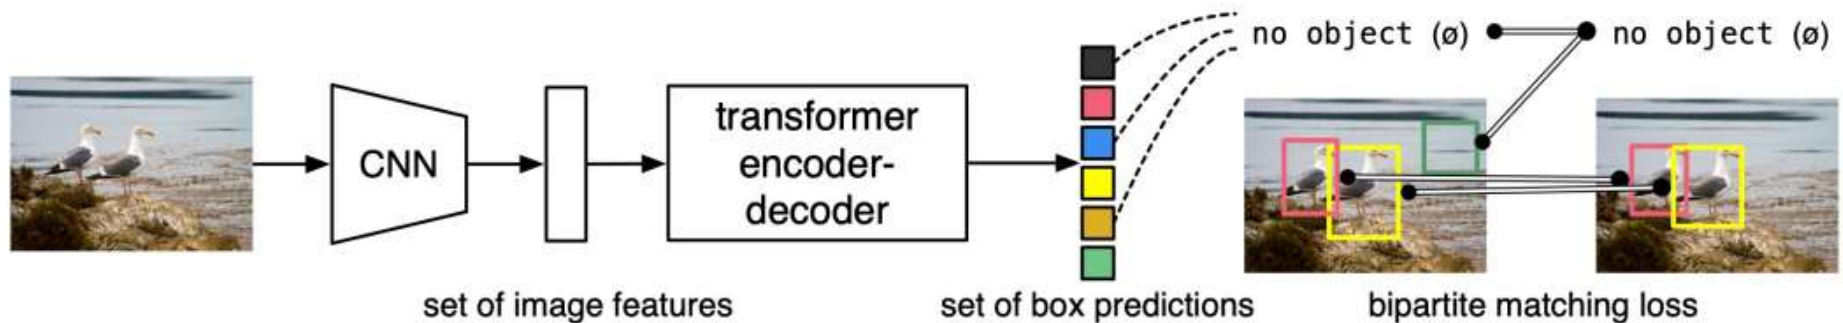 no object (ø)
no object (ø)
CNN
transformer
encoder-
decoder
set of image features
set of box predictions
bipartite matching loss